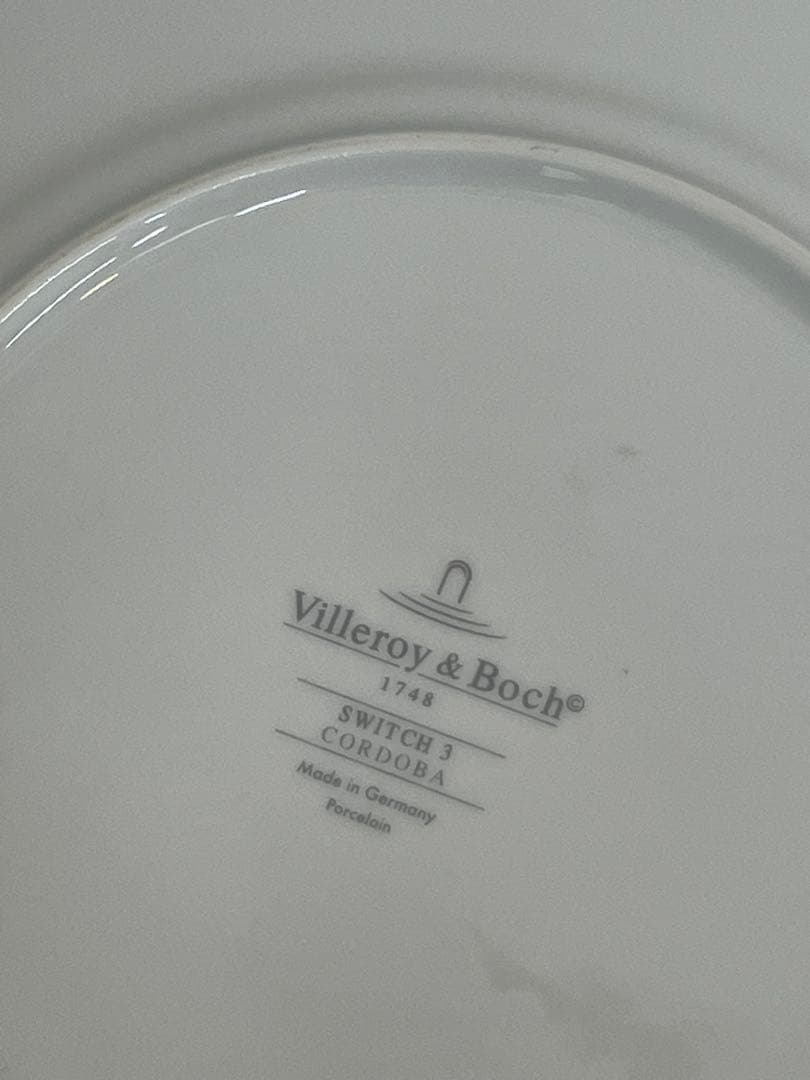 Villeroy & Boch©
1748
SWITCH 3
CORDOBA
Made in Germany
Porcelain